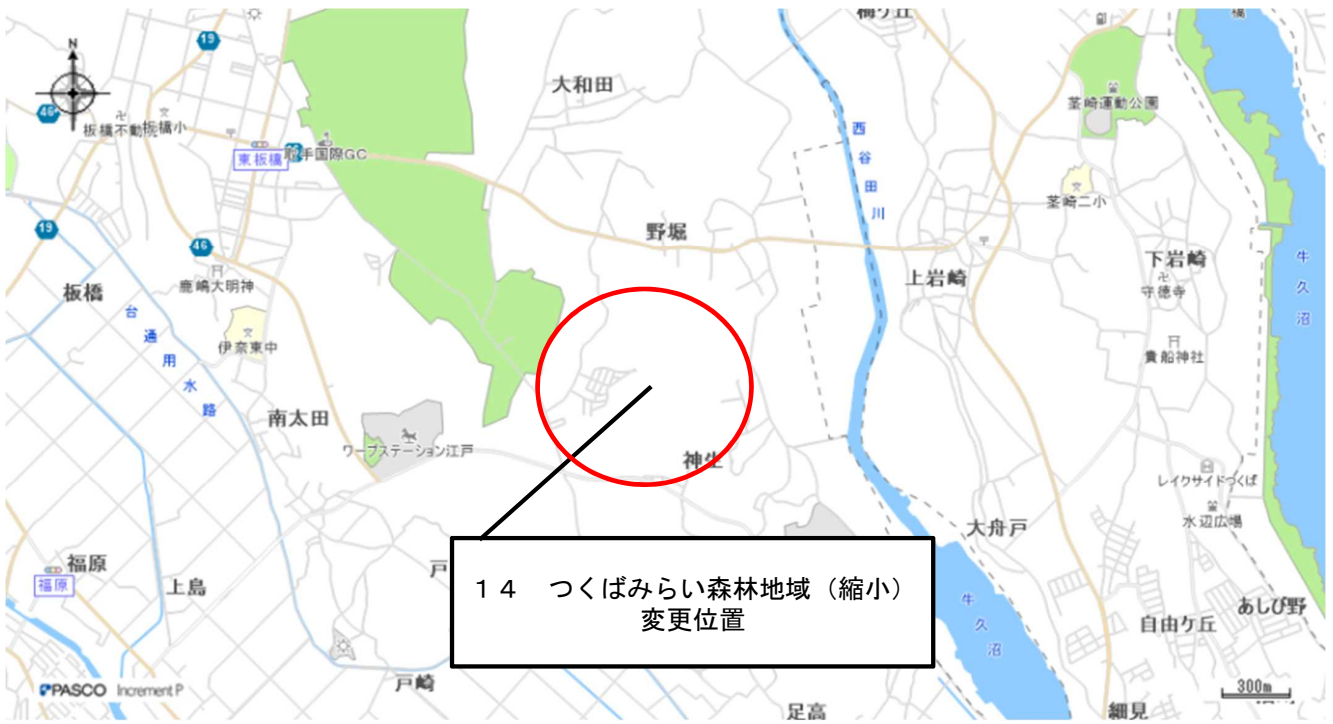 梅ケ丘
橋
19
N
大和田
茎崎運動公園
46
板橋不動院
板橋小
東板橋
取手国際GC
西谷田川
茎崎二小
19
野堀
46
上岩崎
下岩崎
守徳寺
牛久沼
板橋
鹿嶋大明神
台通用水路
伊奈東中
貴船神社
南太田
ワープステーション江戸
神生
レイクサイドつくば
水辺広場
大舟戸
福原
福原
上島
戸
14 つくばみらい森林地域（縮小）
変更位置
牛久沼
あしび野
自由ケ丘
戸崎
PASCO Increment P
300m
足高
細見